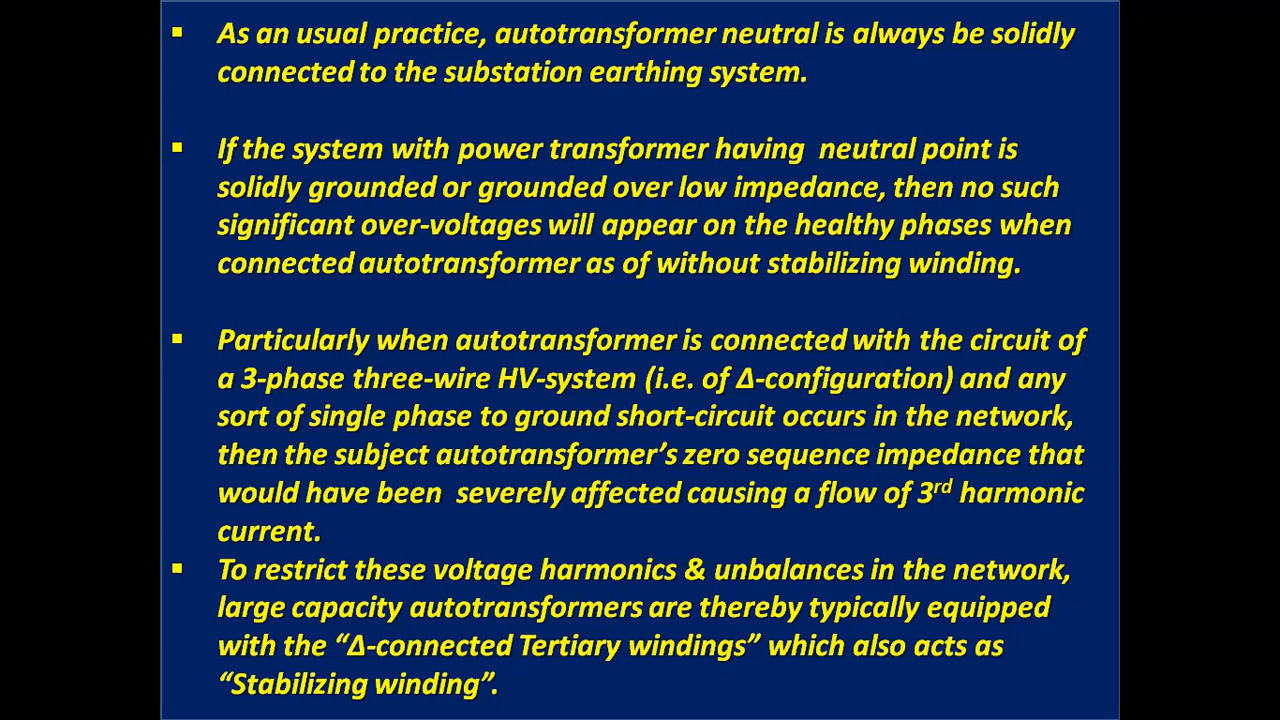 ▪ As an usual practice, autotransformer neutral is always be solidly
connected to the substation earthing system.
▪ If the system with power transformer having neutral point is
solidly grounded or grounded over low impedance, then no such
significant over-voltages will appear on the healthy phases when
connected autotransformer as of without stabilizing winding.
▪ Particularly when autotransformer is connected with the circuit of
a 3-phase three-wire HV-system (i.e. of Δ-configuration) and any
sort of single phase to ground short-circuit occurs in the network,
then the subject autotransformer’s zero sequence impedance that
would have been severely affected causing a flow of 3rd harmonic
current.
▪ To restrict these voltage harmonics & unbalances in the network,
large capacity autotransformers are thereby typically equipped
with the “Δ-connected Tertiary windings” which also acts as
“Stabilizing winding”.